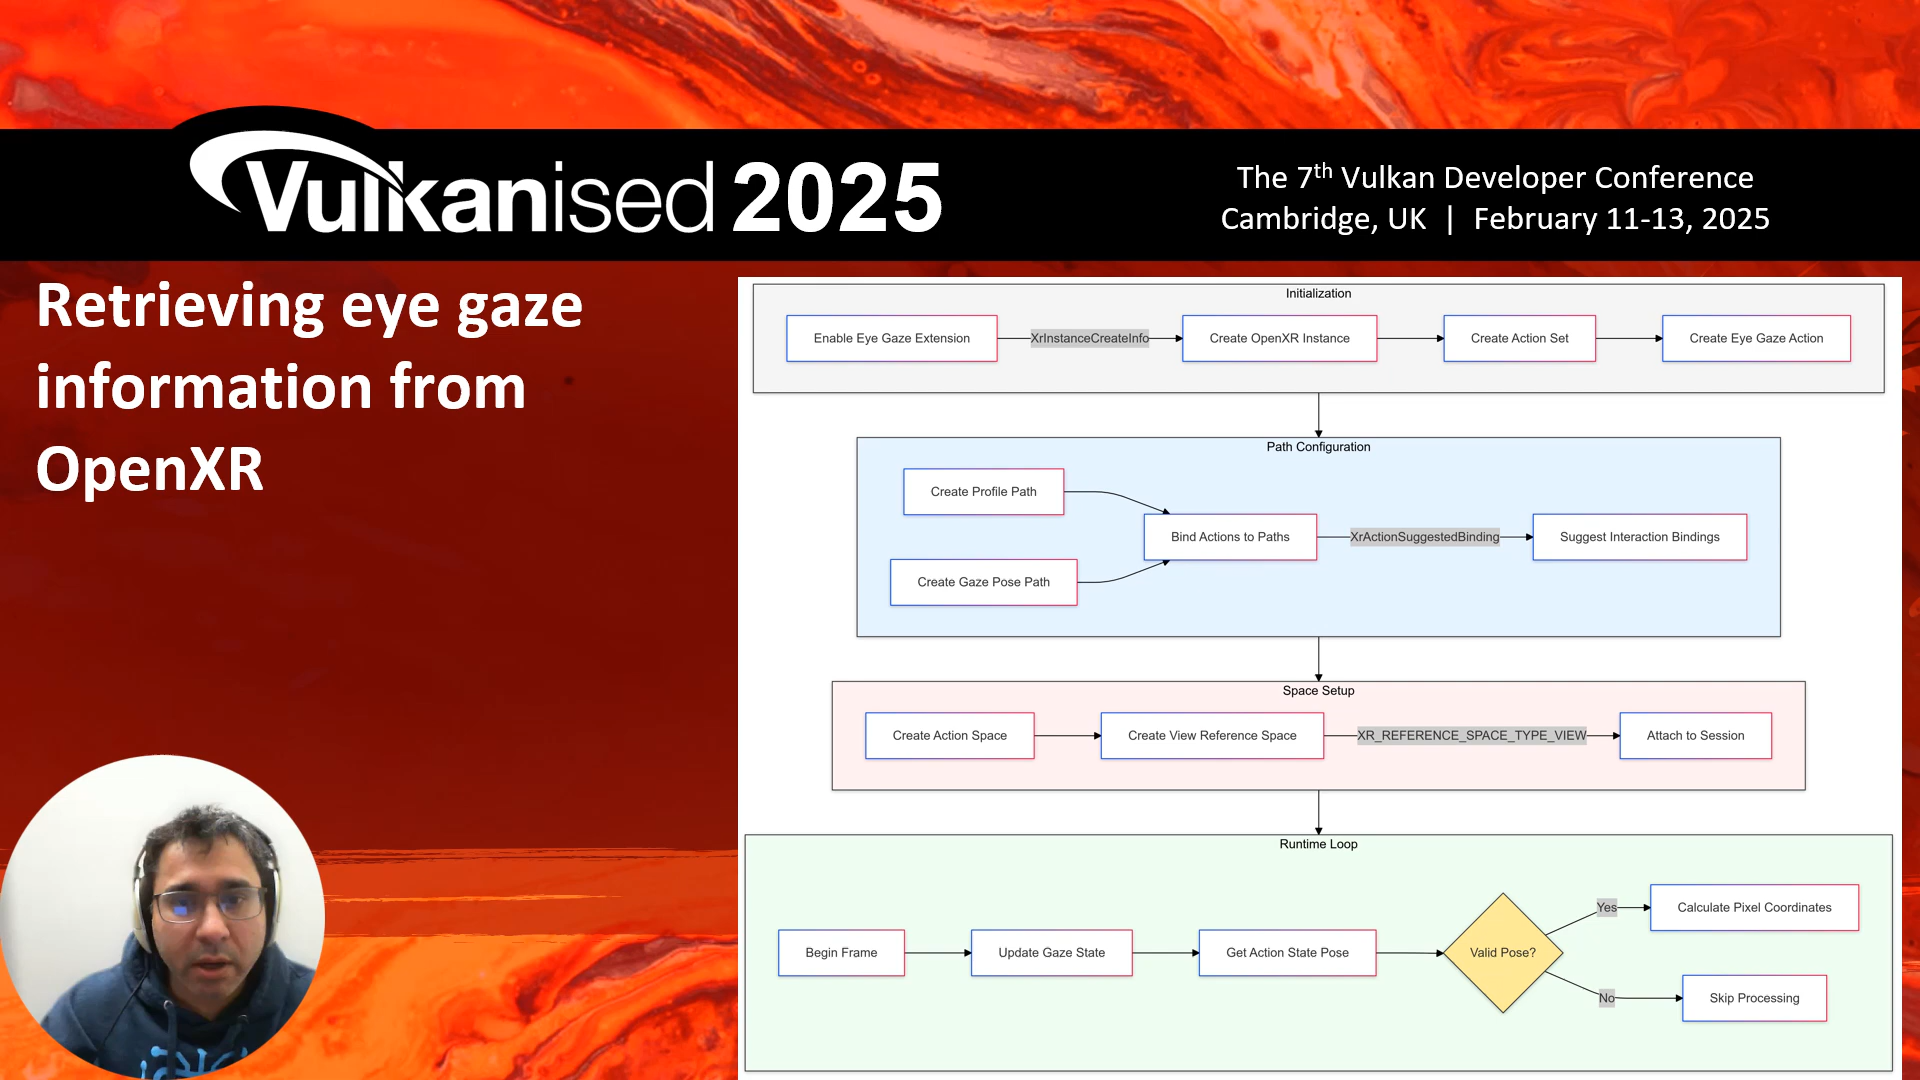 Vulkanised 2025
The 7th Vulkan Developer Conference
Cambridge, UK | February 11-13, 2025
Retrieving eye gaze
information from
OpenXR
Initialization
Enable Eye Gaze Extension
XrInstanceCreateInfo
Create OpenXR Instance
Create Action Set
Create Eye Gaze Action
Path Configuration
Create Profile Path
Create Gaze Pose Path
Bind Actions to Paths
XrActionSuggestedBinding
Suggest Interaction Bindings
Space Setup
Create Action Space
Create View Reference Space
XR_REFERENCE_SPACE_TYPE_VIEW
Attach to Session
Runtime Loop
Begin Frame
Update Gaze State
Get Action State Pose
Valid Pose?
Yes
Calculate Pixel Coordinates
No
Skip Processing